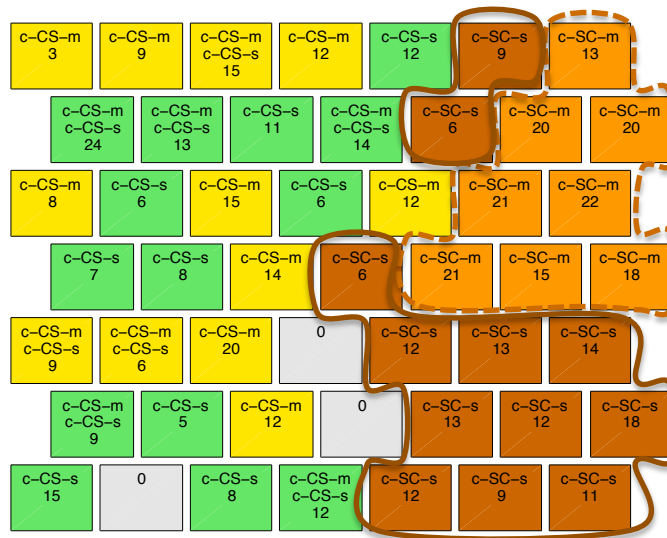 c-CS-m
3
c-CS-m
9
c-CS-m
c-CS-s
15
c-CS-m
12
c-CS-s
12
c-SC-s
9
c-SC-m
13
c-CS-m
c-CS-s
24
c-CS-m
c-CS-s
13
c-CS-s
11
c-CS-m
c-CS-s
14
c-SC-s
6
c-SC-m
20
c-SC-m
20
c-CS-m
8
c-CS-s
6
c-CS-m
15
c-CS-s
6
c-CS-m
12
c-SC-m
21
c-SC-m
22
c-CS-s
7
c-CS-s
8
c-CS-m
14
c-SC-s
6
c-SC-m
21
c-SC-m
15
c-SC-m
18
c-CS-m
c-CS-s
9
c-CS-m
c-CS-s
6
c-CS-m
20
0
c-SC-s
12
c-SC-s
13
c-SC-s
14
c-CS-m
c-CS-s
9
c-CS-s
5
c-CS-m
12
0
c-SC-s
13
c-SC-s
12
c-SC-s
18
c-CS-s
15
0
c-CS-s
8
c-CS-m
c-CS-s
12
c-SC-s
12
c-SC-s
9
c-SC-s
11